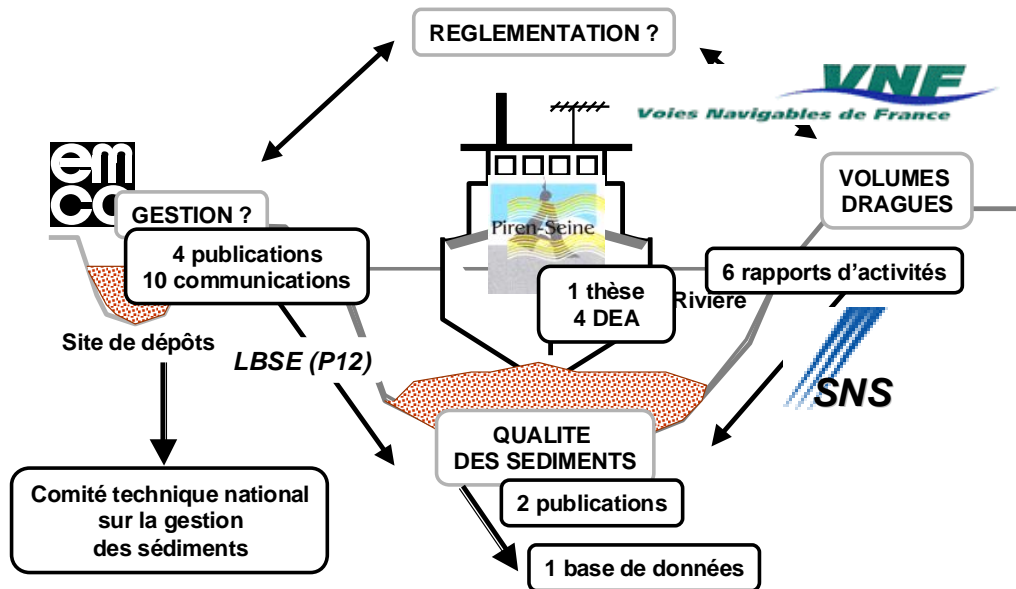 REGLEMENTATION ?
VNF
Voies Navigables de France
em
cc
GESTION ?
VOLUMES
DRAGUES
4 publications
10 communications
Piren-Seine
6 rapports d’activités
1 thèse
4 DEA
Rivière
Site de dépôts
LBSE (P12)
SNS
QUALITE
DES SEDIMENTS
Comité technique national
sur la gestion
des sédiments
2 publications
1 base de données